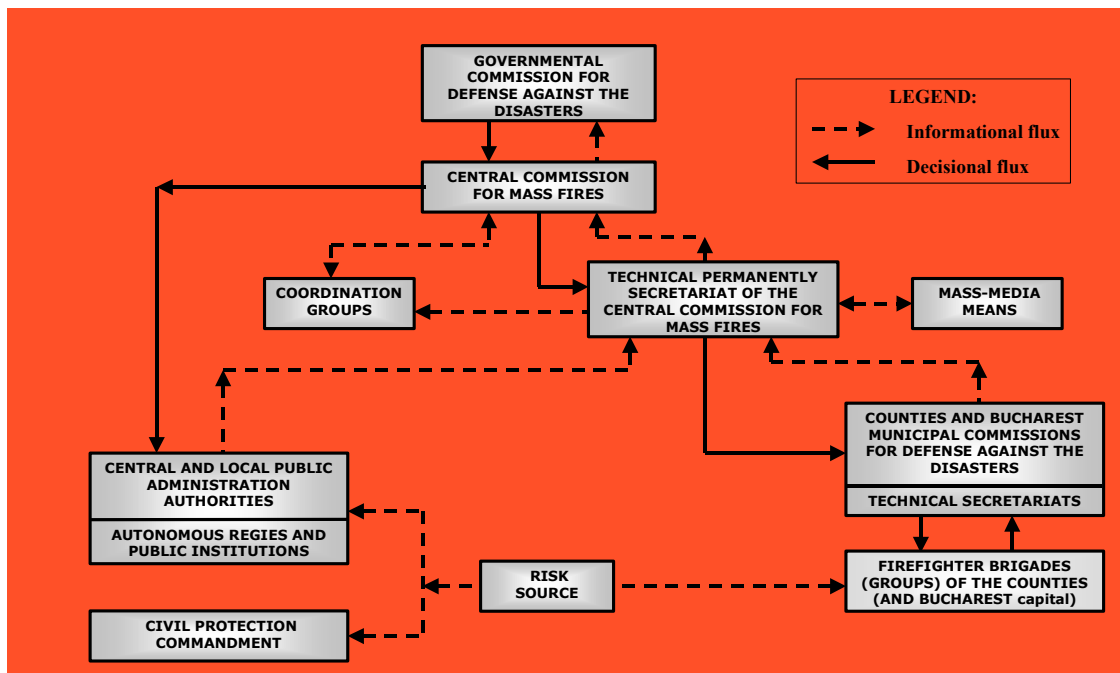 GOVERNMENTAL
COMMISSION FOR
DEFENSE AGAINST THE
DISASTERS
LEGEND:
Informational flux
Decisional flux
CENTRAL COMMISSION
FOR MASS FIRES
COORDINATION
GROUPS
TECHNICAL PERMANENTLY
SECRETARIAT OF THE
CENTRAL COMMISSION FOR
MASS FIRES
MASS-MEDIA
MEANS
COUNTIES AND BUCHAREST
MUNICIPAL COMMISSIONS
FOR DEFENSE AGAINST THE
DISASTERS
TECHNICAL SECRETARIATS
CENTRAL AND LOCAL PUBLIC
ADMINISTRATION
AUTHORITIES
AUTONOMOUS REGIES AND
PUBLIC INSTITUTIONS
RISK
SOURCE
FIREFIGHTER BRIGADES
(GROUPS) OF THE COUNTIES
(AND BUCHAREST capital)
CIVIL PROTECTION
COMMANDMENT